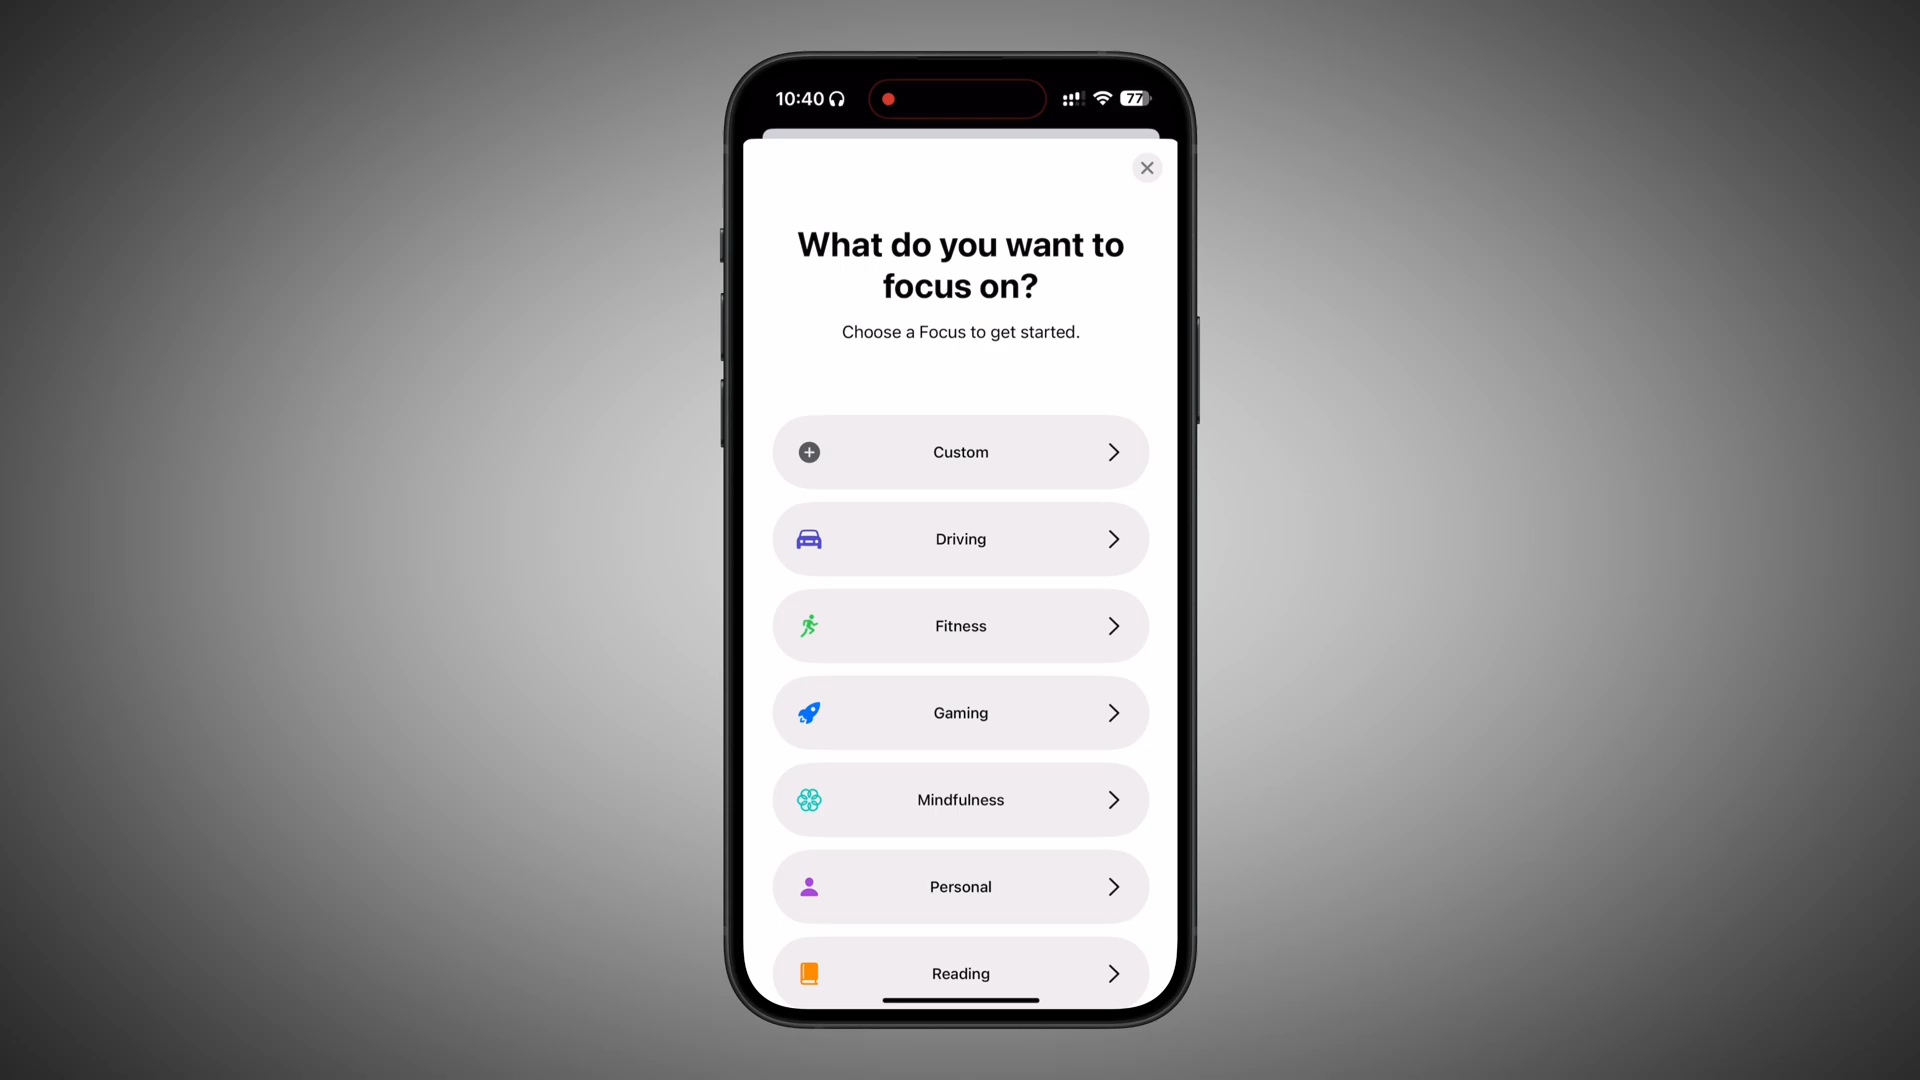 10:40
77
What do you want to
focus on?
Choose a Focus to get started.
Custom
Driving
Fitness
Gaming
Mindfulness
Personal
Reading